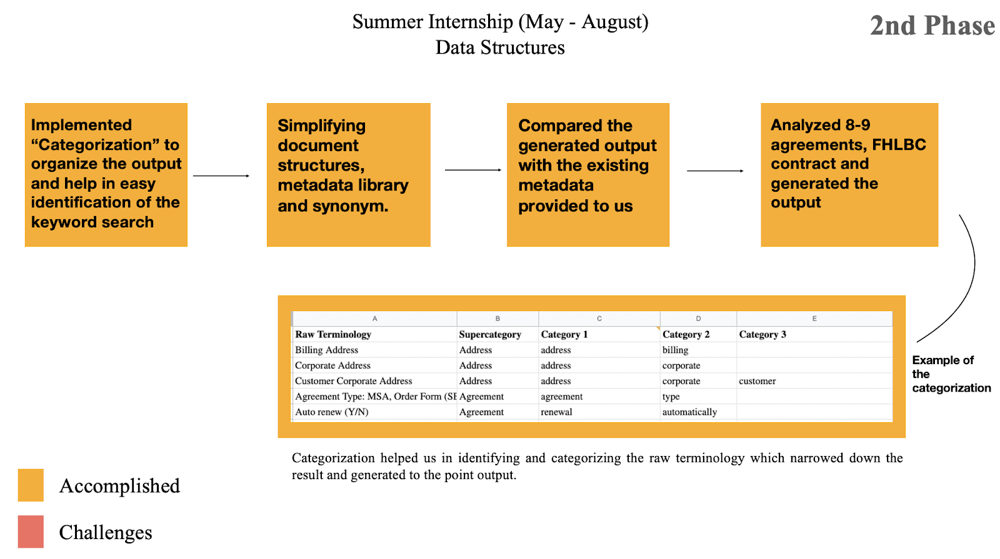 Summer Internship (May - August)
Data Structures
2nd Phase
Implemented
“Categorization” to
organize the output
and help in easy
identification of the
keyword search
Simplifying
document
structures,
metadata library
and synonym.
Compared the
generated output
with the existing
metadata
provided to us
Analyzed 8-9
agreements, FHLBC
contract and
generated the
output
A B C D E
Raw Terminology Supercategory Category 1 Category 2 Category 3
Billing Address Address address billing
Corporate Address Address address corporate
Customer Corporate Address Address address corporate customer
Agreement Type: MSA, Order Form (SE Agreement agreement type
Auto renew (Y/N) Agreement renewal automatically
Example of
the
categorization
Categorization helped us in identifying and categorizing the raw terminology which narrowed down the
result and generated to the point output.
Accomplished
Challenges